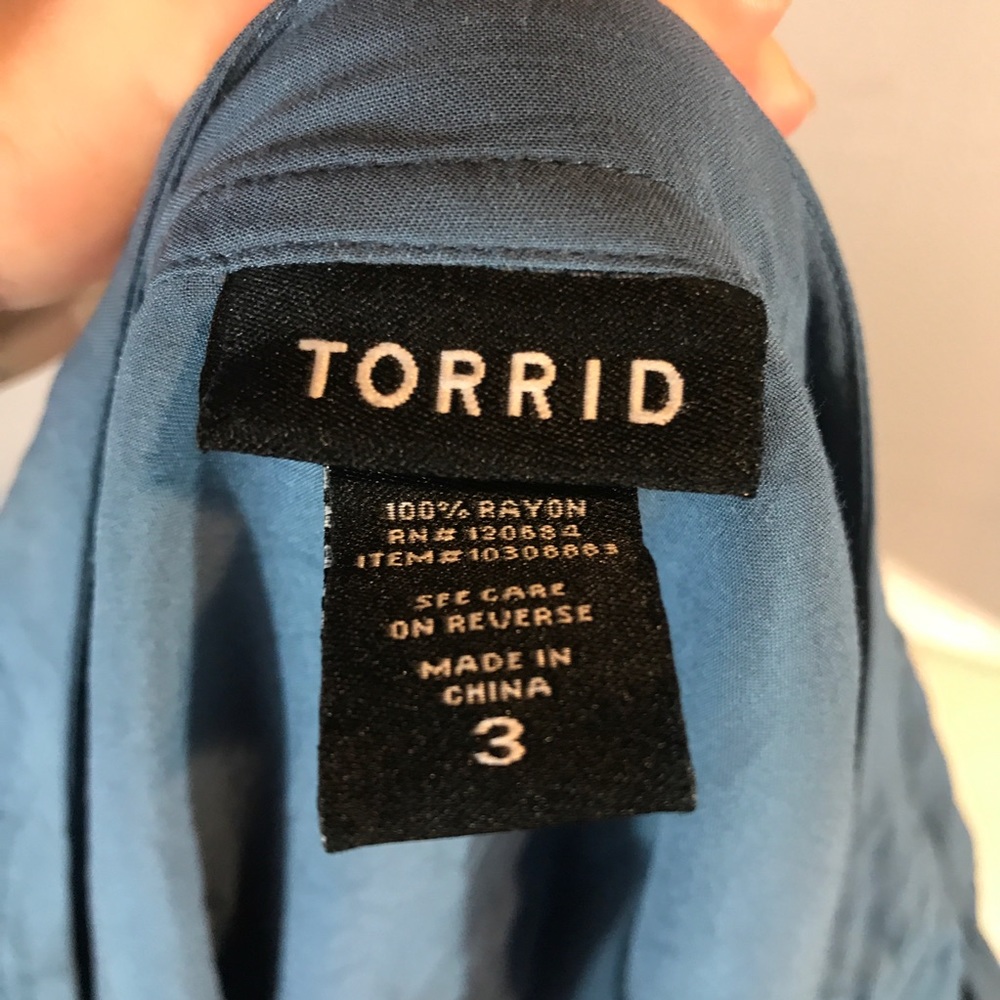 TORRID
100% RAYON
RN# 120684
ITEM# 10308863
SEE CARE
ON REVERSE
MADE IN
CHINA
3